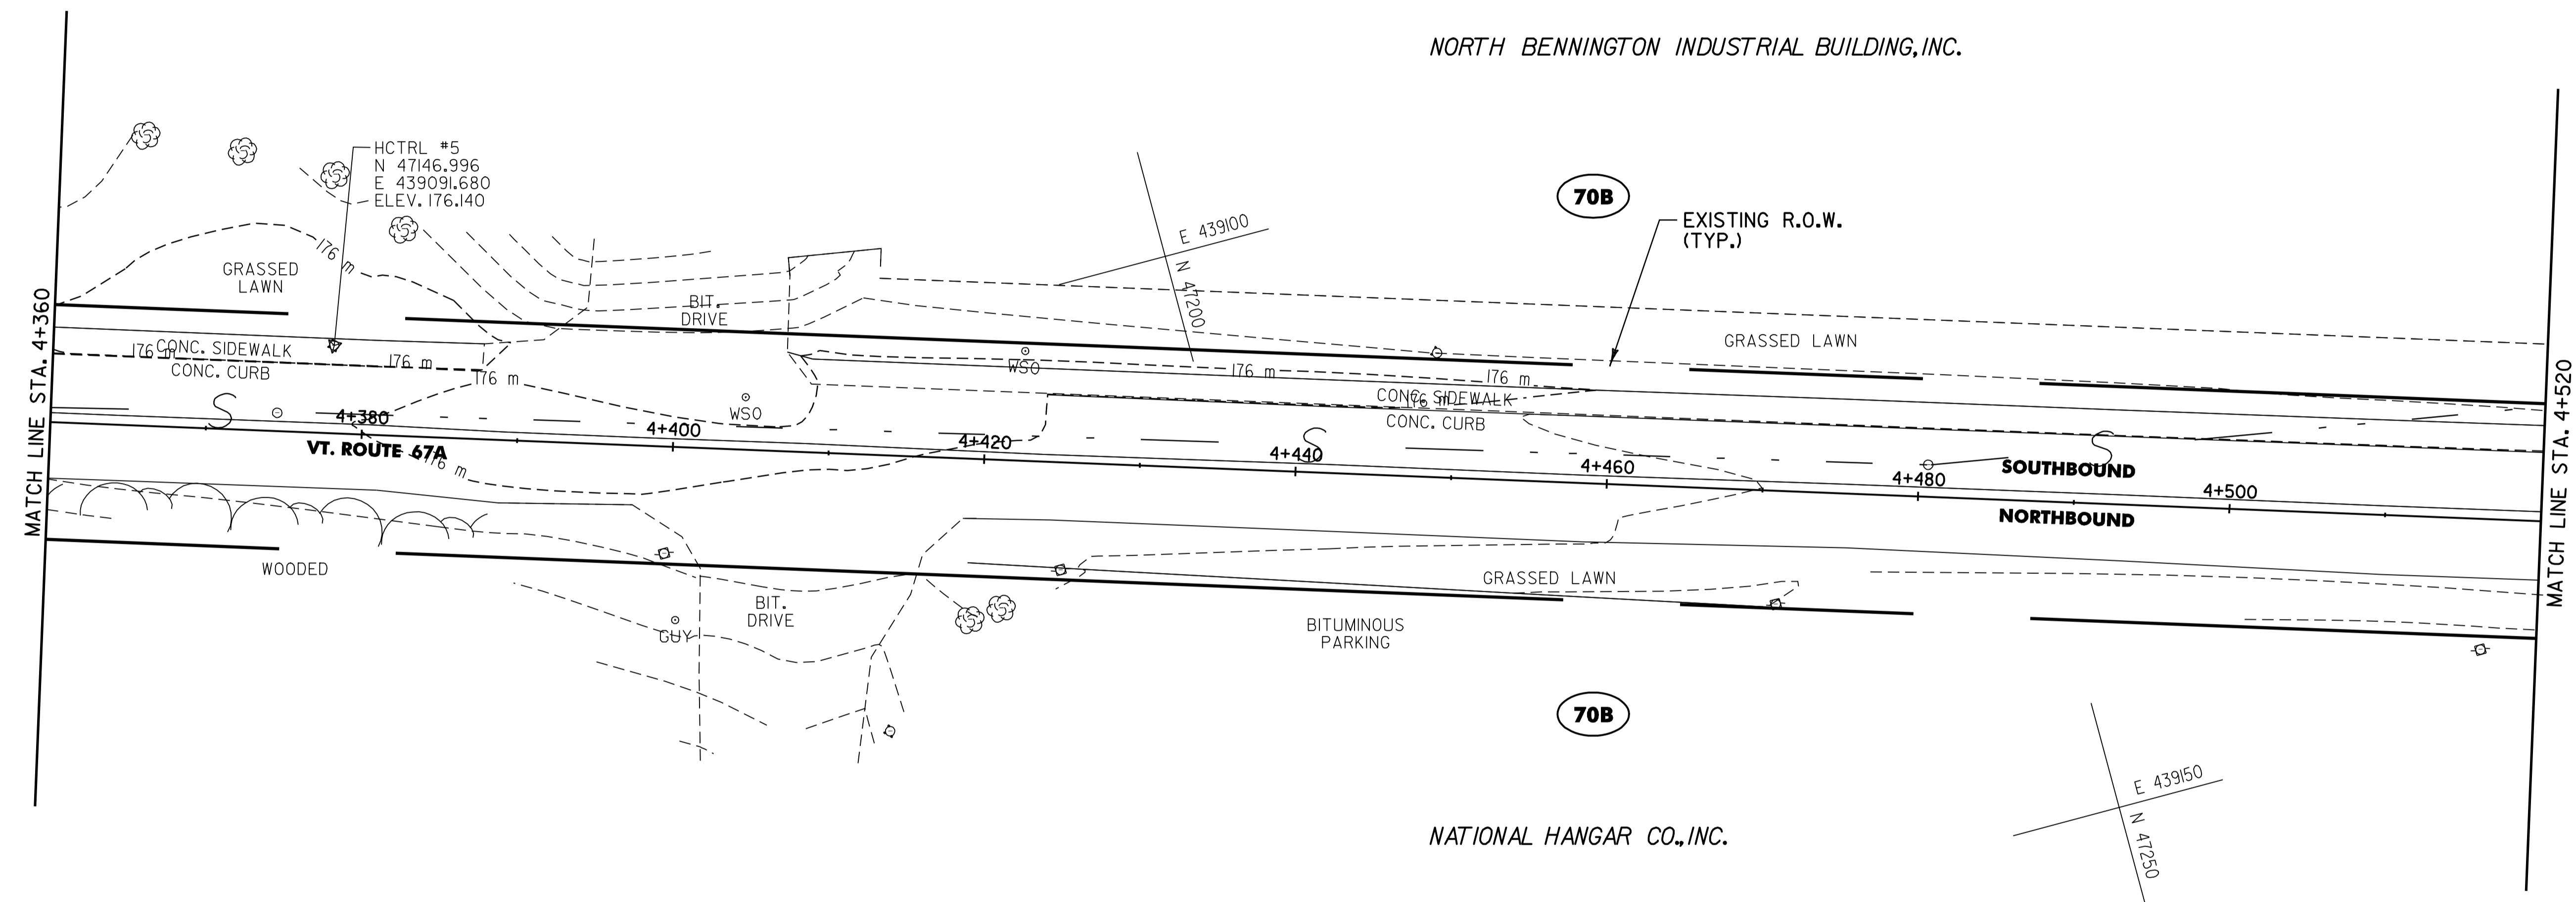 NORTH BENNINGTON INDUSTRIAL BUILDING, INC.
HCTRL #5
N 47146.996
E 439091.680
ELEV. 176.140
70B
EXISTING R.O.W.
(TYP.)
E 439100
N 47200
176 m
GRASSED
LAWN
BIT.
DRIVE
GRASSED LAWN
MATCH LINE STA. 4+360
MATCH LINE STA. 4+520
176 m
CONC. SIDEWALK
176 m
CONC. CURB
176 m
WSO
176 m
176 m
CONC. SIDEWALK
176 m
CONC. CURB
WSO
S
S
S
4+380
4+400
4+420
4+440
4+460
4+480
4+500
VT. ROUTE 67A
176 m
SOUTHBOUND
NORTHBOUND
WOODED
GRASSED LAWN
BIT.
DRIVE
GUY
BITUMINOUS
PARKING
70B
E 439150
N 47250
NATIONAL HANGAR CO., INC.